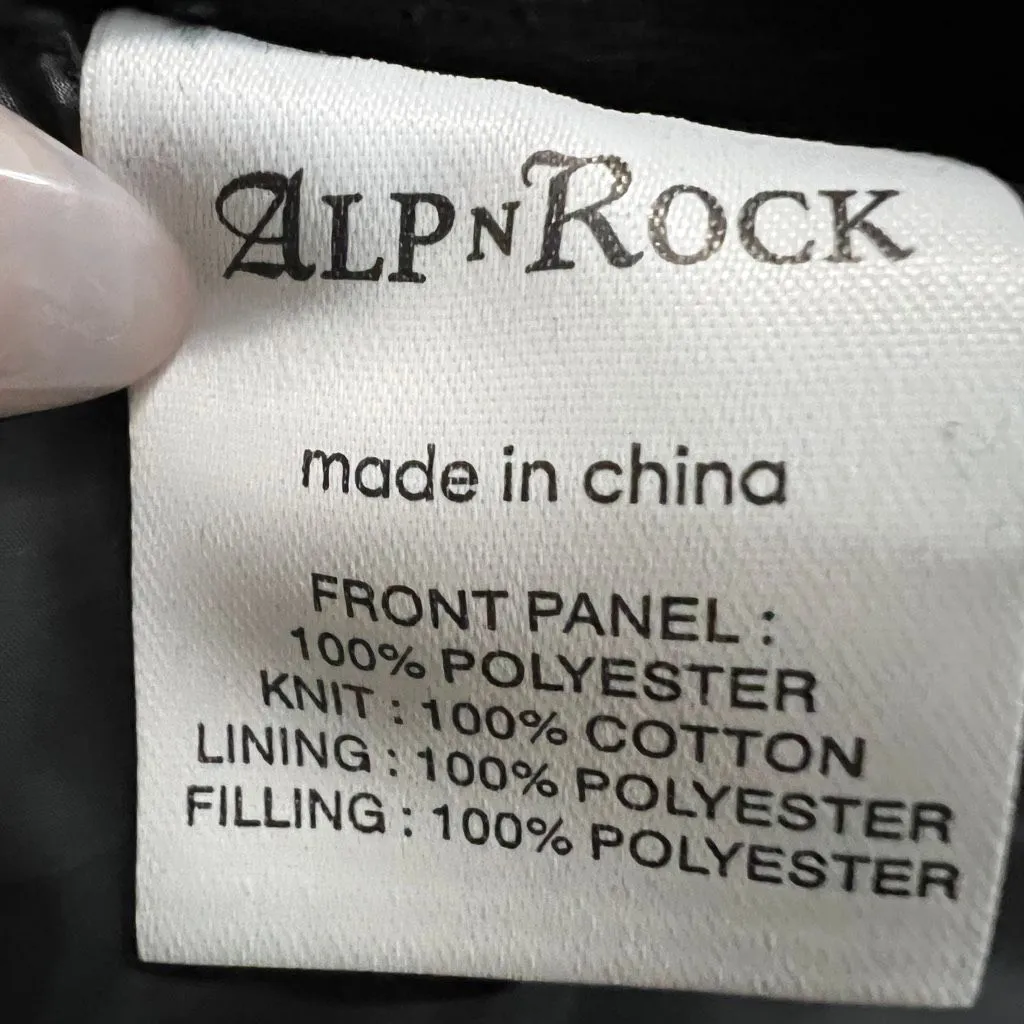 ALPNROCK
made in china
FRONT PANEL :
100% POLYESTER
KNIT : 100% COTTON
LINING : 100% POLYESTER
FILLING : 100% POLYESTER